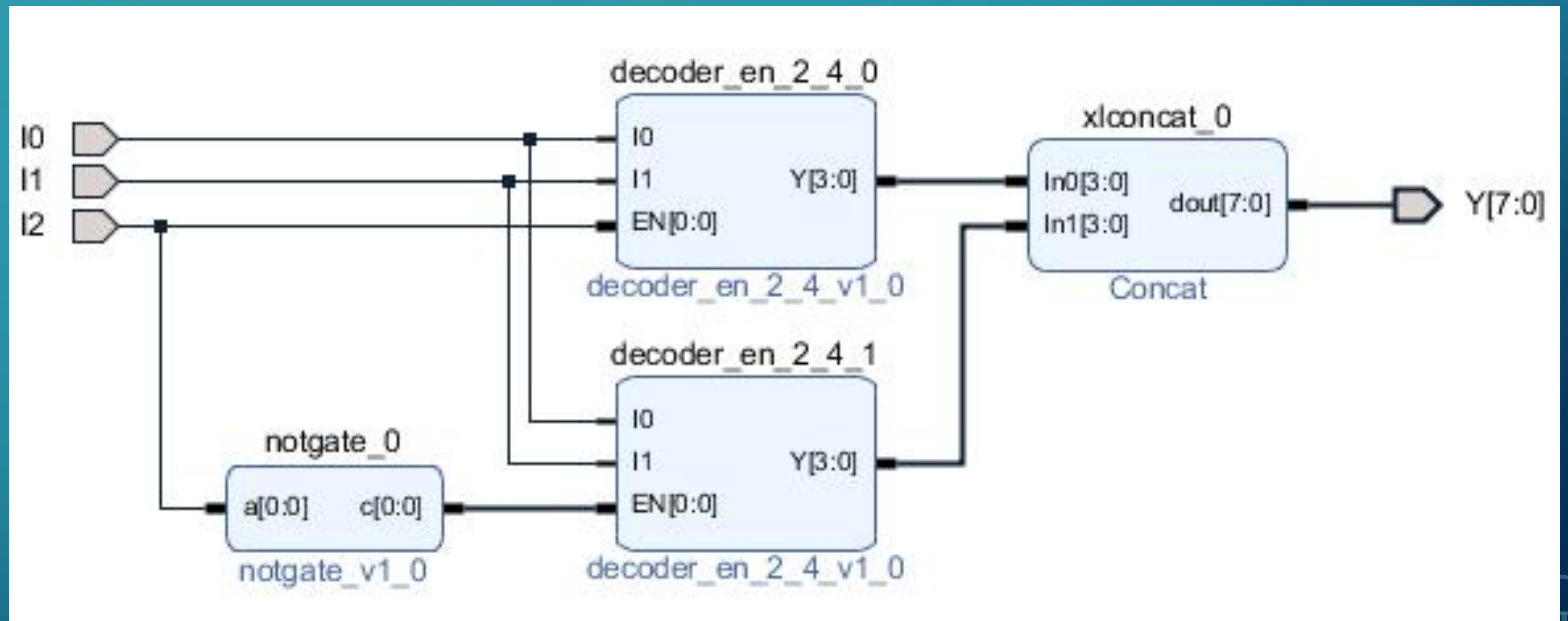 decoder_en_2_4_0
xlconcat_0
I0
I1
I2
I0
I1
EN[0:0]
Y[3:0]
In0[3:0]
In1[3:0]
dout[7:0]
Y[7:0]
decoder_en_2_4_v1_0
Concat
decoder_en_2_4_1
I0
I1
EN[0:0]
Y[3:0]
notgate_0
a[0:0]
c[0:0]
notgate_v1_0
decoder_en_2_4_v1_0